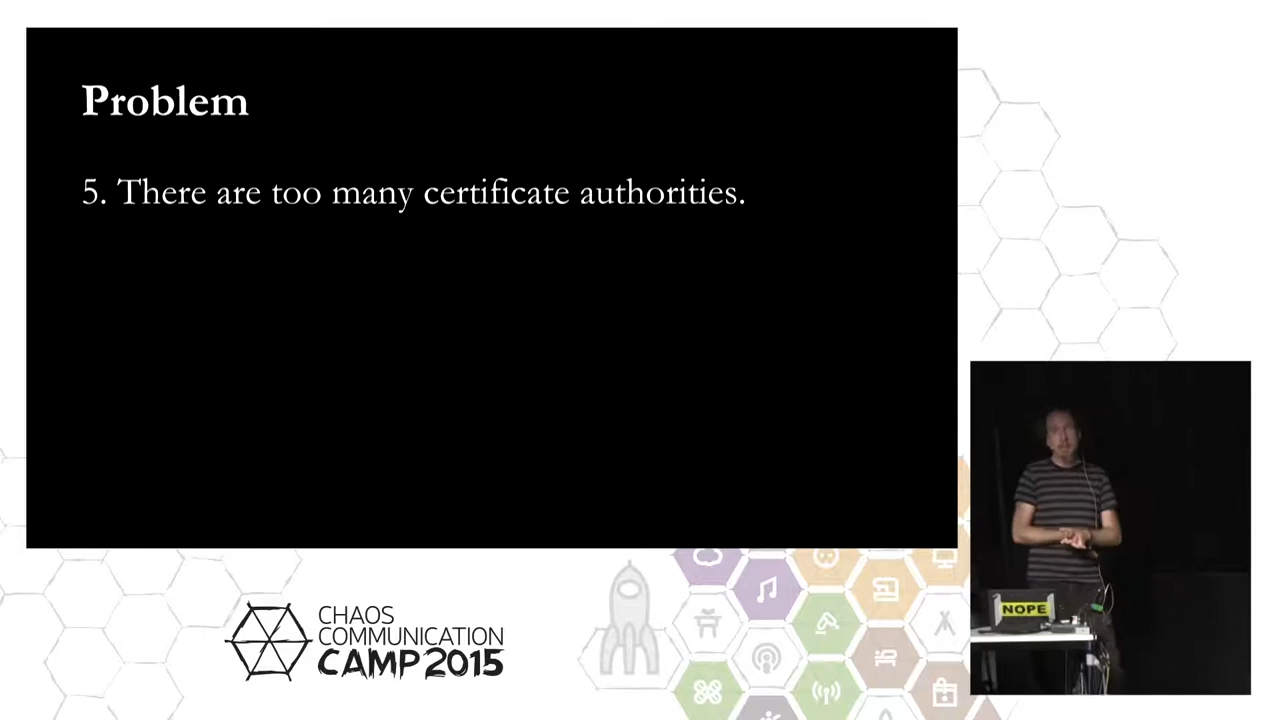 Problem
5. There are too many certificate authorities.
NOPE
CHAOS
COMMUNICATION
CAMP 2015